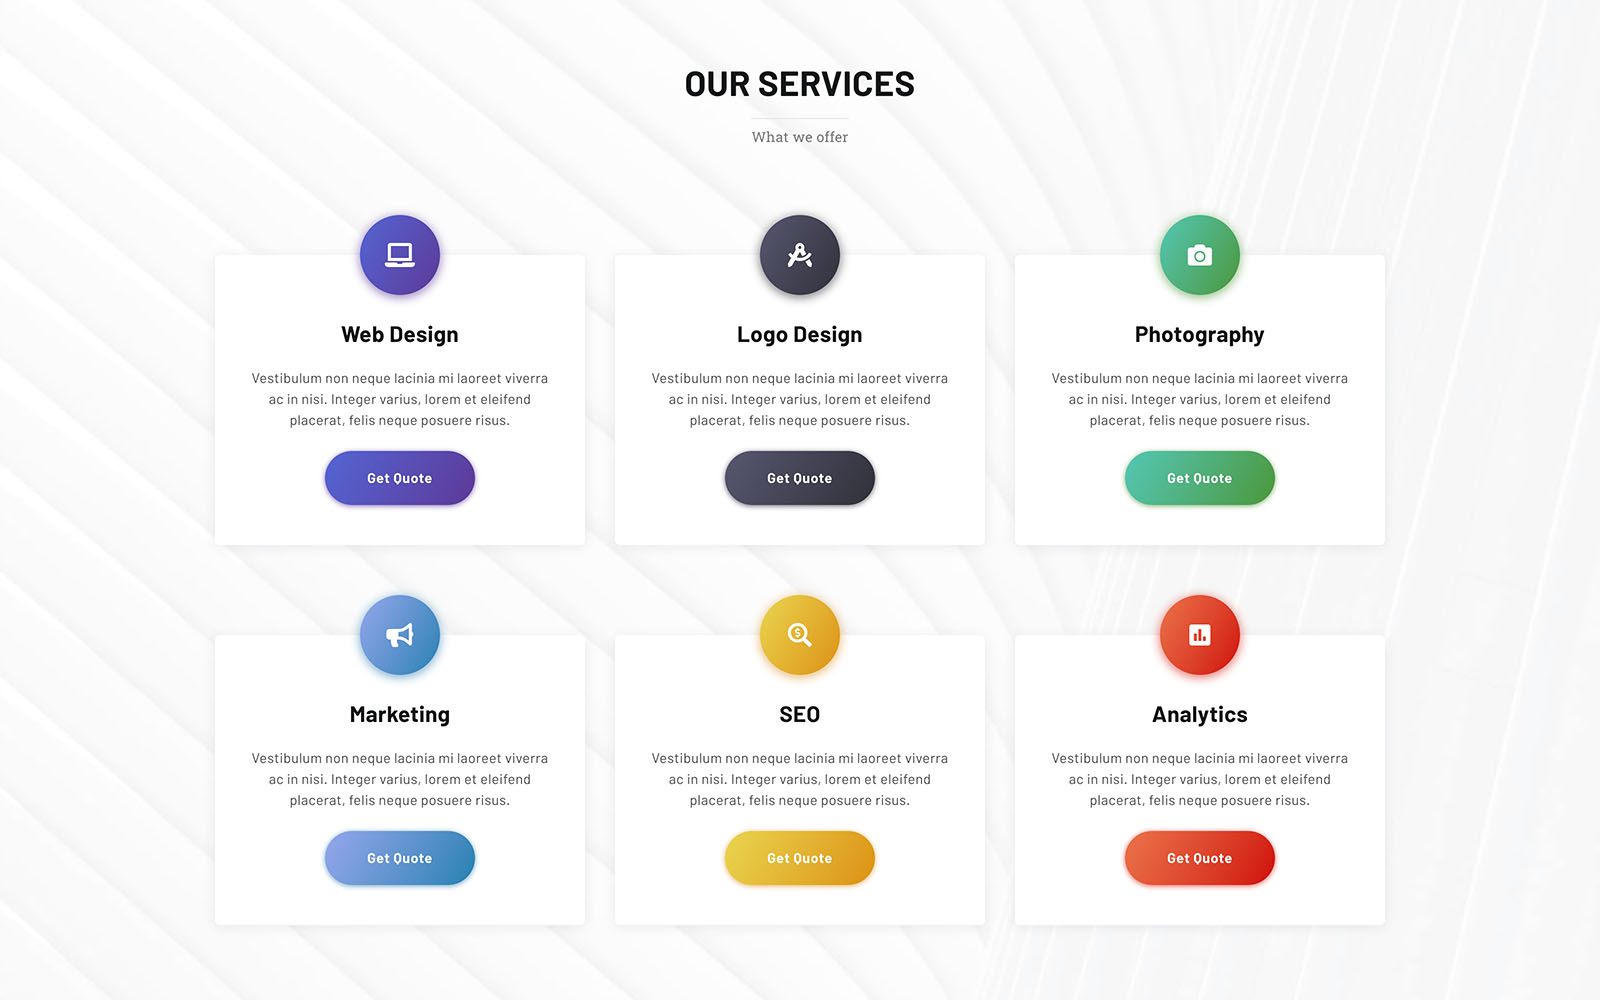 OUR SERVICES
What we offer
Web Design
Vestibulum non neque lacinia mi laoreet viverra
ac in nisi. Integer varius, lorem et eleifend
placerat, felis neque posuere risus.
Get Quote
Logo Design
Vestibulum non neque lacinia mi laoreet viverra
ac in nisi. Integer varius, lorem et eleifend
placerat, felis neque posuere risus.
Get Quote
Photography
Vestibulum non neque lacinia mi laoreet viverra
ac in nisi. Integer varius, lorem et eleifend
placerat, felis neque posuere risus.
Get Quote
Marketing
Vestibulum non neque lacinia mi laoreet viverra
ac in nisi. Integer varius, lorem et eleifend
placerat, felis neque posuere risus.
Get Quote
SEO
Vestibulum non neque lacinia mi laoreet viverra
ac in nisi. Integer varius, lorem et eleifend
placerat, felis neque posuere risus.
Get Quote
Analytics
Vestibulum non neque lacinia mi laoreet viverra
ac in nisi. Integer varius, lorem et eleifend
placerat, felis neque posuere risus.
Get Quote